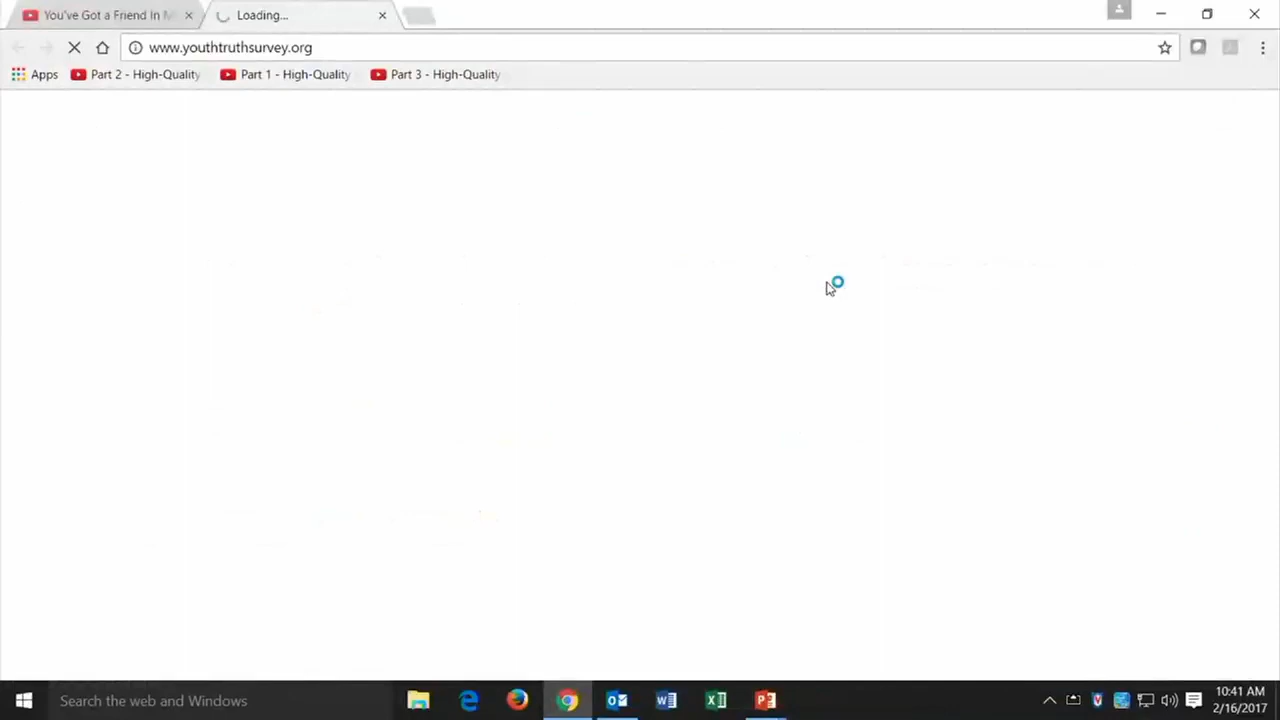 You've Got a Friend In M
Loading...
www.youthtruthsurvey.org
Apps
Part 2 - High-Quality
Part 1 - High-Quality
Part 3 - High-Quality
Search the web and Windows
10:41 AM
2/16/2017